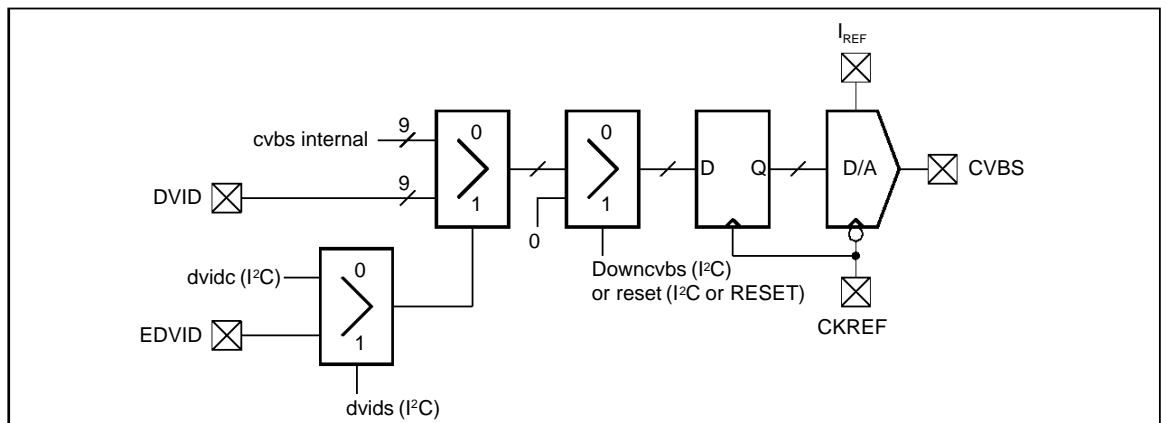 I_REF
cvbs internal
9
0
1
DVID
9
0
1
0
D
Q
D/A
CVBS
dvidc (I²C)
0
1
EDVID
Downcvbs (I²C)
or reset (I²C or RESET)
CKREF
dvids (I²C)